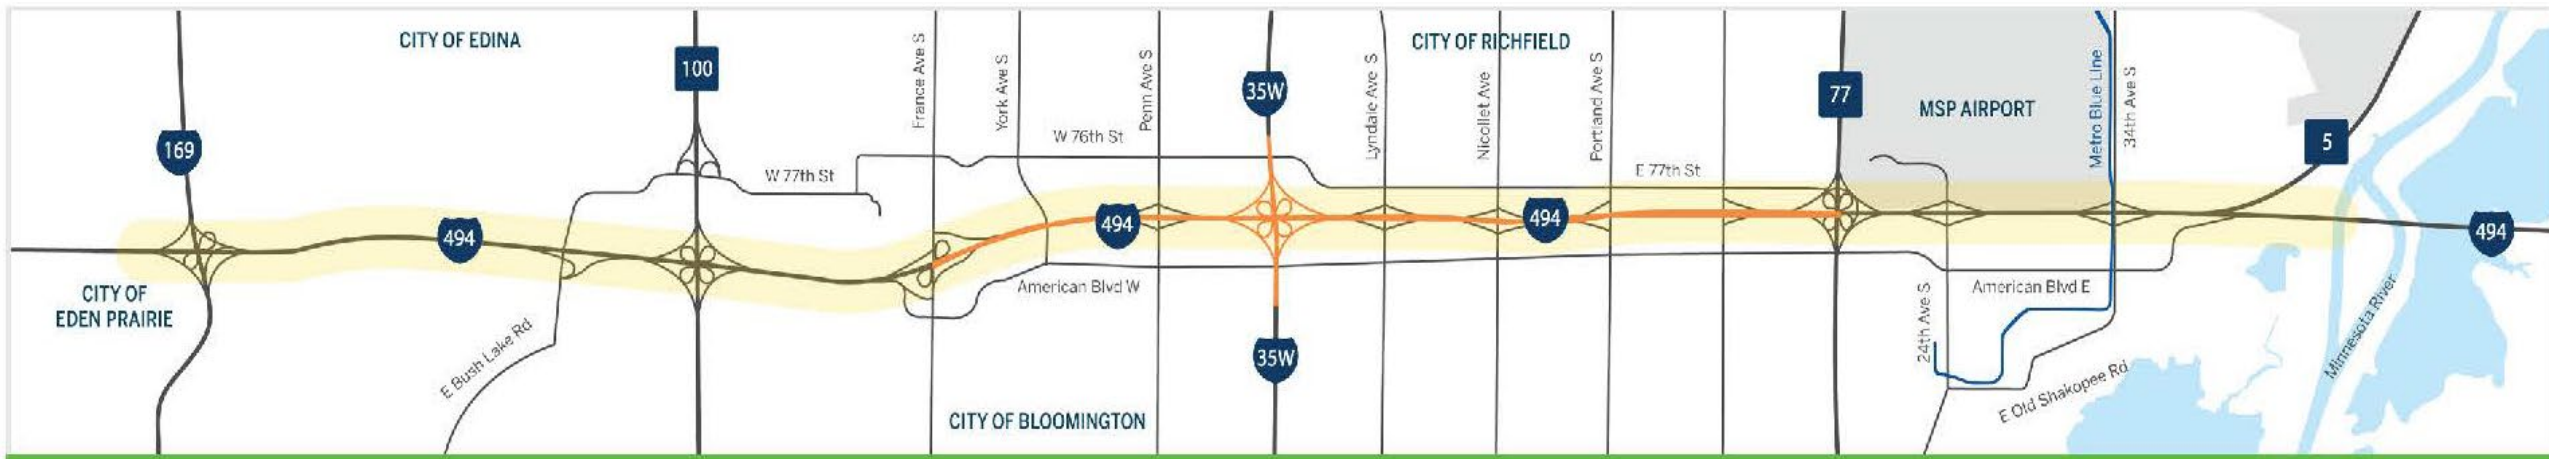 CITY OF EDINA
100
169
494
CITY OF
EDEN PRAIRIE
E Bush Lake Rd
W 77th St
France Ave S
York Ave S
W 76th St
Penn Ave S
35W
494
American Blvd W
35W
CITY OF BLOOMINGTON
CITY OF RICHFIELD
Lyndale Ave S
Nicollet Ave
Portland Ave S
494
E 77th St
77
MSP AIRPORT
Metro Blue Line
34th Ave S
5
494
24th Ave S
American Blvd E
E Old Shakopee Rd
Minnesota River